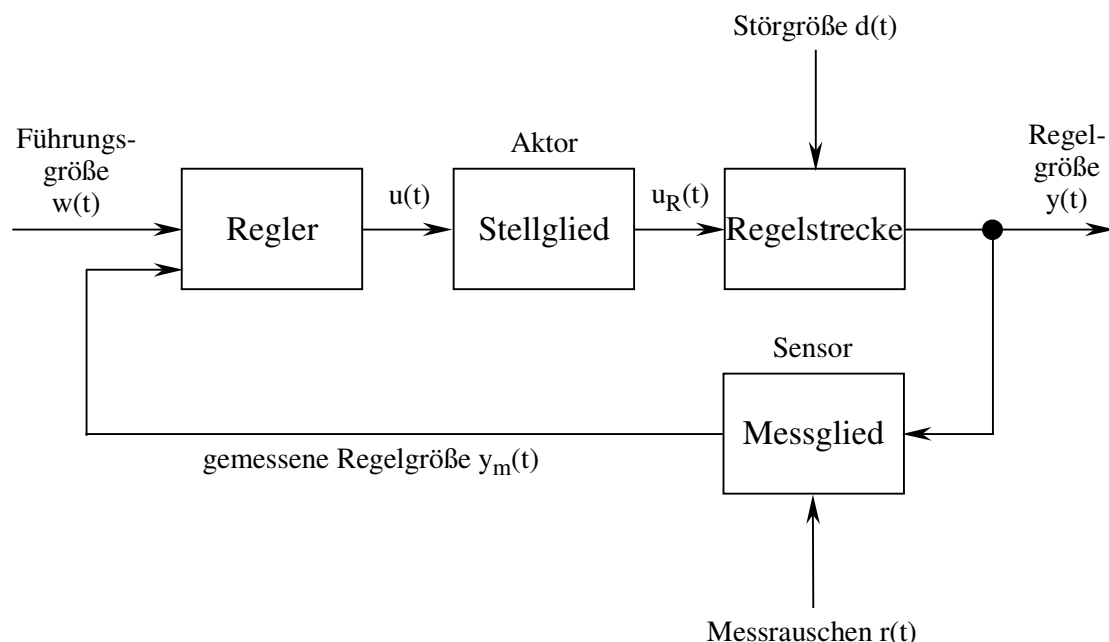 Störgröße d(t)
Führungs-
größe
w(t)
Aktor
Regel-
größe
y(t)
Regler
u(t)
Stellglied
u_R(t)
Regelstrecke
Sensor
Messglied
gemessene Regelgröße y_m(t)
Messrauschen r(t)